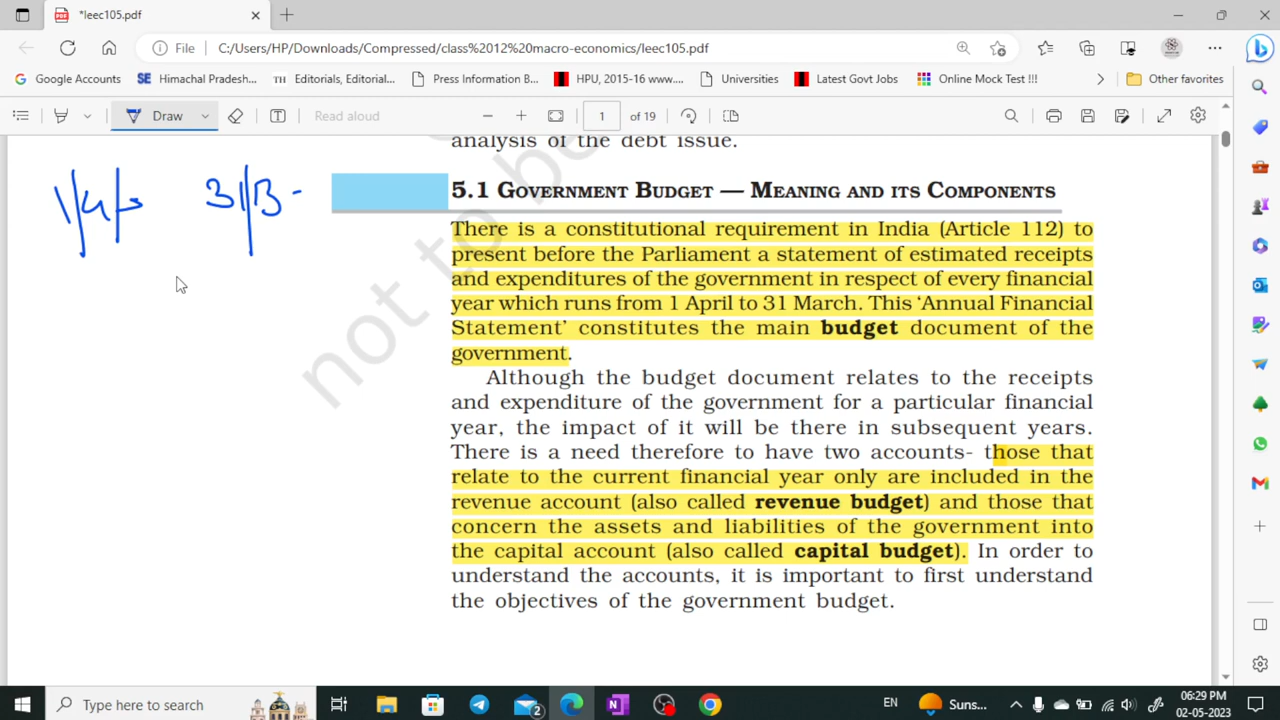 *leec105.pdf
File C:/Users/HP/Downloads/Compressed/class%2012%20macro-economics/leec105.pdf
Google Accounts SE Himachal Pradesh... TH Editorials, Editorial... Press Information B... HPU, 2015-16 www.... Universities Latest Govt Jobs Online Mock Test !!! Other favorites
Draw Read aloud 1 of 19
analysis of the debt issue.
5.1 GOVERNMENT BUDGET — MEANING AND ITS COMPONENTS
There is a constitutional requirement in India (Article 112) to
present before the Parliament a statement of estimated receipts
and expenditures of the government in respect of every financial
year which runs from 1 April to 31 March. This ‘Annual Financial
Statement’ constitutes the main budget document of the
government.
Although the budget document relates to the receipts
and expenditure of the government for a particular financial
year, the impact of it will be there in subsequent years.
There is a need therefore to have two accounts- those that
relate to the current financial year only are included in the
revenue account (also called revenue budget) and those that
concern the assets and liabilities of the government into
the capital account (also called capital budget). In order to
understand the accounts, it is important to first understand
the objectives of the government budget.
not to be
Type here to search
2
EN
Suns...
06:29 PM
02-05-2023